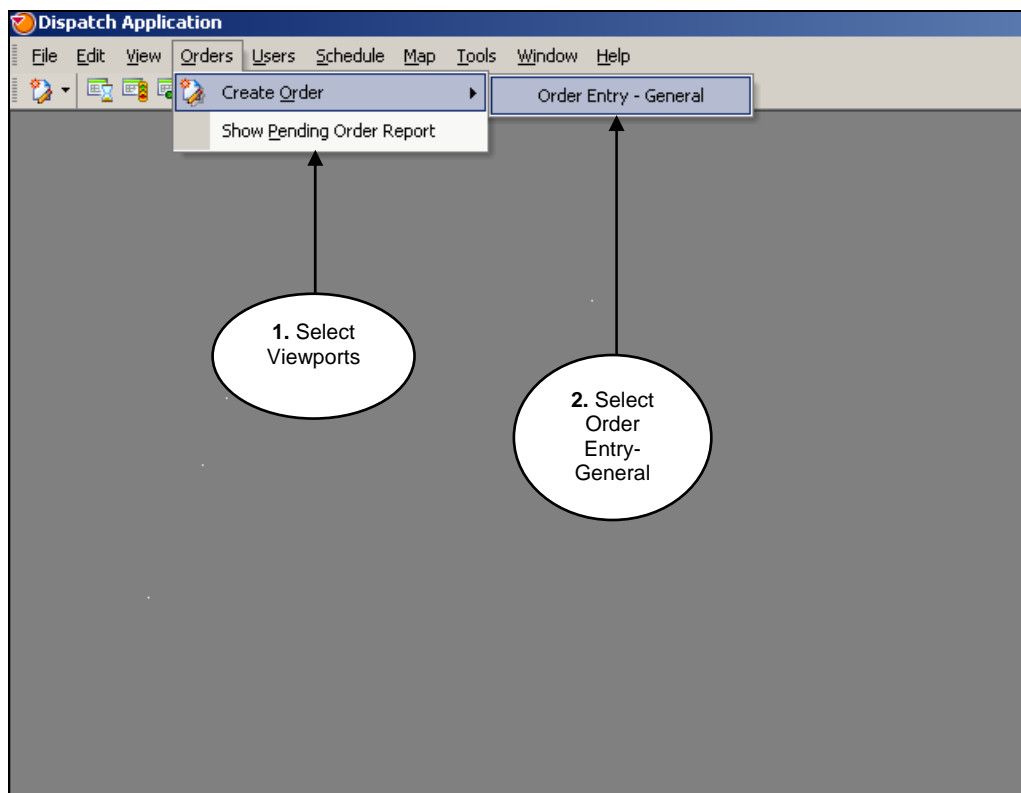 Dispatch Application
File Edit View Orders Users Schedule Map Tools Window Help
Create Order Order Entry - General
Show Pending Order Report
1. Select
Viewports
2. Select
Order
Entry-
General